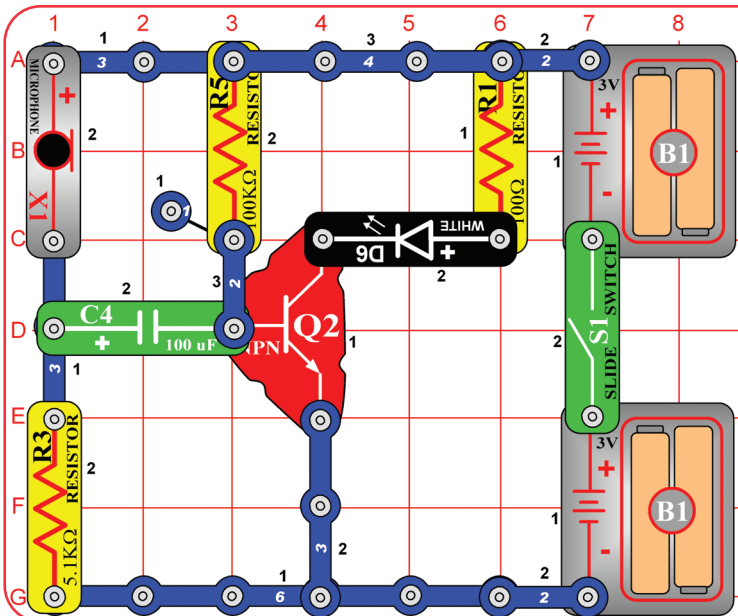 1 2 3 4 5 6 7 8
A 1 3 2
3 4 2
MICROPHONE
+
X1
2
R5
RESISTOR
100KΩ
2
R1
RESISTOR
100Ω
1
3V
+
-
B1
1
B
1
1
C
WHITE
D6
+
2
3
2
2
C4
+
100 uF
D
NPN
Q2
1
S1
SLIDE SWITCH
2
3
1
E
R3
RESISTOR
5.1KΩ
2
3V
+
-
B1
1
F
3
2
G 1 2
6 2